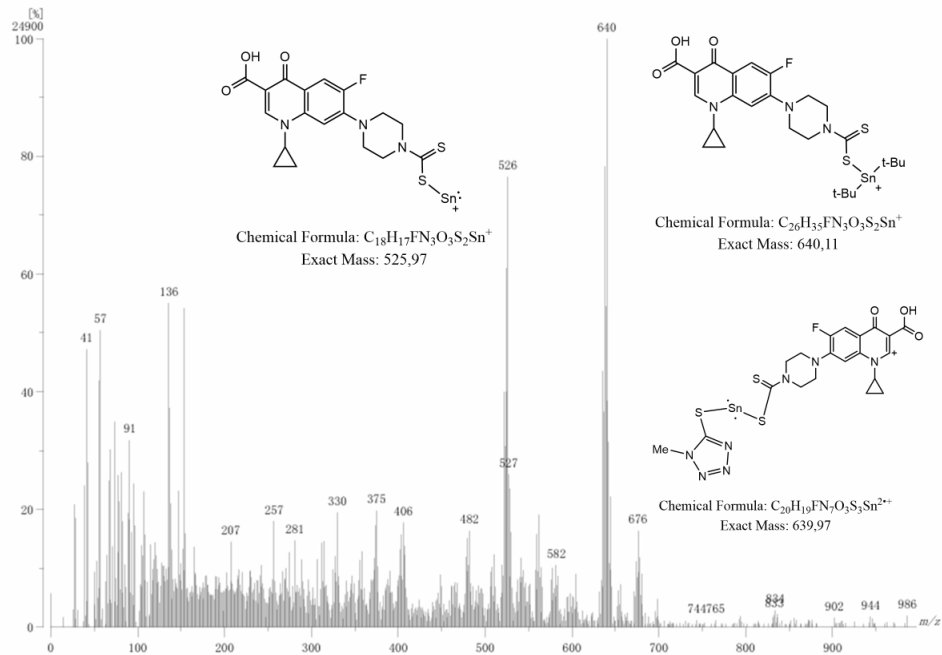 [%]
24900
100
80
60
40
20
0
0
100
200
300
400
500
600
700
800
900
m/z
41
57
91
136
207
257
281
330
375
406
482
526
527
582
640
676
744
765
834
833
902
944
986
OH
O
O
F
N
N
N
S
S
Sn
+
Chemical Formula: C₁₈H₁₇FN₃O₃S₂Sn⁺
Exact Mass: 525,97
OH
O
O
F
N
N
N
S
S
Sn
t-Bu
t-Bu
+
Chemical Formula: C₂₆H₃₅FN₃O₃S₂Sn⁺
Exact Mass: 640,11
O
OH
O
F
N
+
N
N
S
S
Sn
S
Me
N
N
N
N
Chemical Formula: C₂₀H₁₉FN₇O₃S₃Sn²•⁺
Exact Mass: 639,97